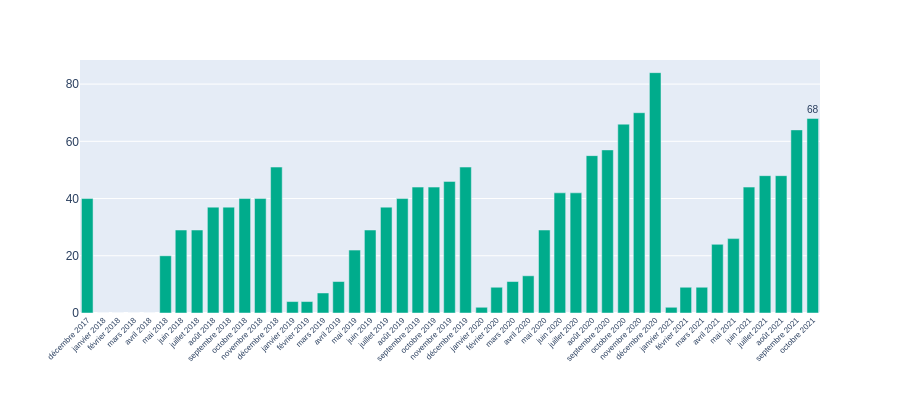 80
60
40
20
0
68
décembre 2017
janvier 2018
février 2018
mars 2018
avril 2018
mai 2018
juin 2018
juillet 2018
août 2018
septembre 2018
octobre 2018
novembre 2018
décembre 2018
janvier 2019
février 2019
mars 2019
avril 2019
mai 2019
juin 2019
juillet 2019
août 2019
septembre 2019
octobre 2019
novembre 2019
décembre 2019
janvier 2020
février 2020
mars 2020
avril 2020
mai 2020
juin 2020
juillet 2020
août 2020
septembre 2020
octobre 2020
novembre 2020
décembre 2020
janvier 2021
février 2021
mars 2021
avril 2021
mai 2021
juin 2021
juillet 2021
août 2021
septembre 2021
octobre 2021